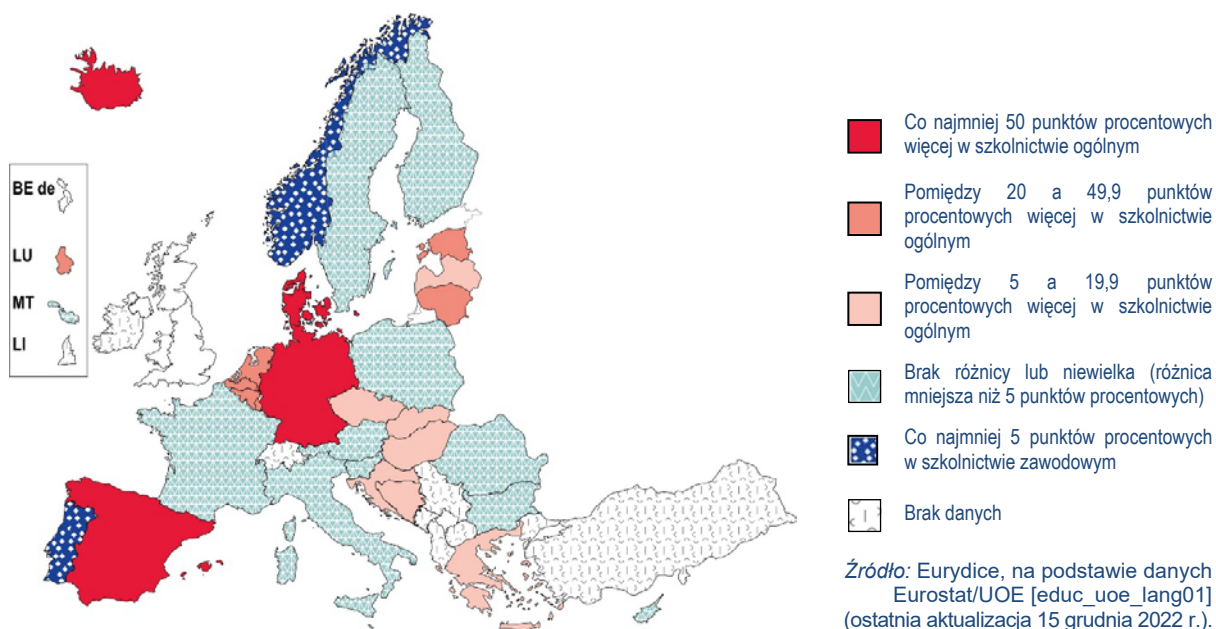 BE de
LU
MT
LI
Co najmniej 50 punktów procentowych
więcej w szkolnictwie ogólnym
Pomiędzy 20 a 49,9 punktów
procentowych więcej w szkolnictwie
ogólnym
Pomiędzy 5 a 19,9 punktów
procentowych więcej w szkolnictwie
ogólnym
Brak różnicy lub niewielka (różnica
mniejsza niż 5 punktów procentowych)
Co najmniej 5 punktów procentowych
w szkolnictwie zawodowym
Brak danych
Źródło: Eurydice, na podstawie danych
Eurostat/UOE [educ_uoe_lang01]
(ostatnia aktualizacja 15 grudnia 2022 r.).